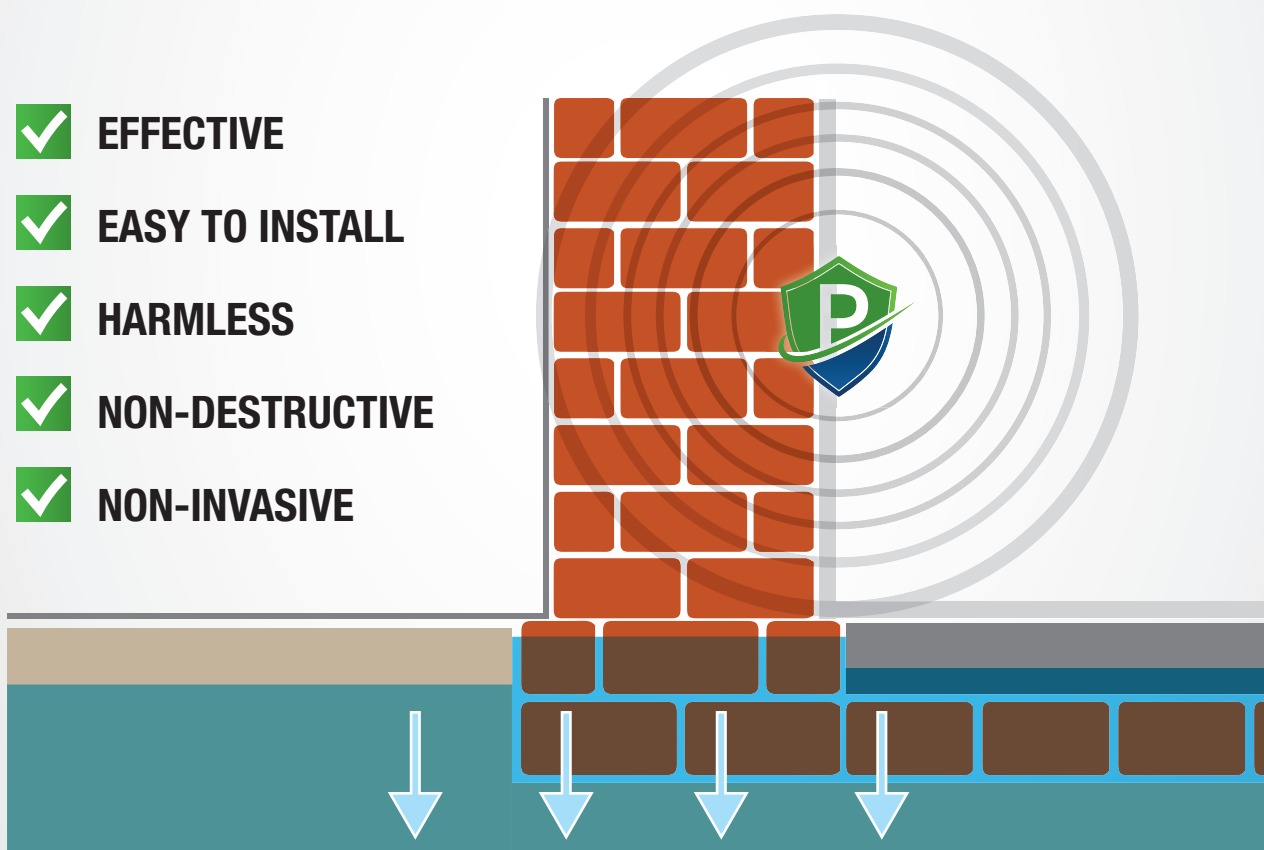 EFFECTIVE
EASY TO INSTALL
HARMLESS
NON-DESTRUCTIVE
NON-INVASIVE
P